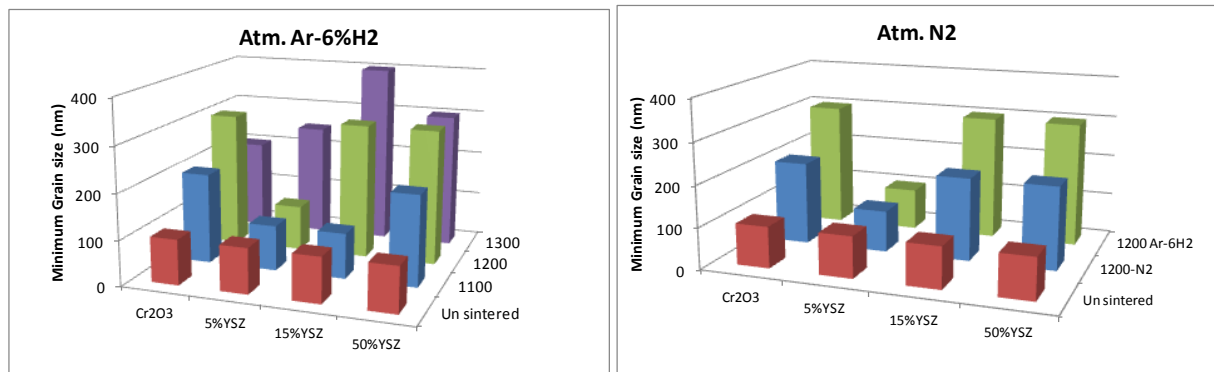 Atm. Ar-6%H2
Minimum Grain size (nm)
400
300
200
100
0
Cr2O3
5%YSZ
15%YSZ
50%YSZ
1300
1200
1100
Un sintered
Atm. N2
Minimum Grain size (nm)
400
300
200
100
0
Cr2O3
5%YSZ
15%YSZ
50%YSZ
1200 Ar-6H2
1200-N2
Un sintered